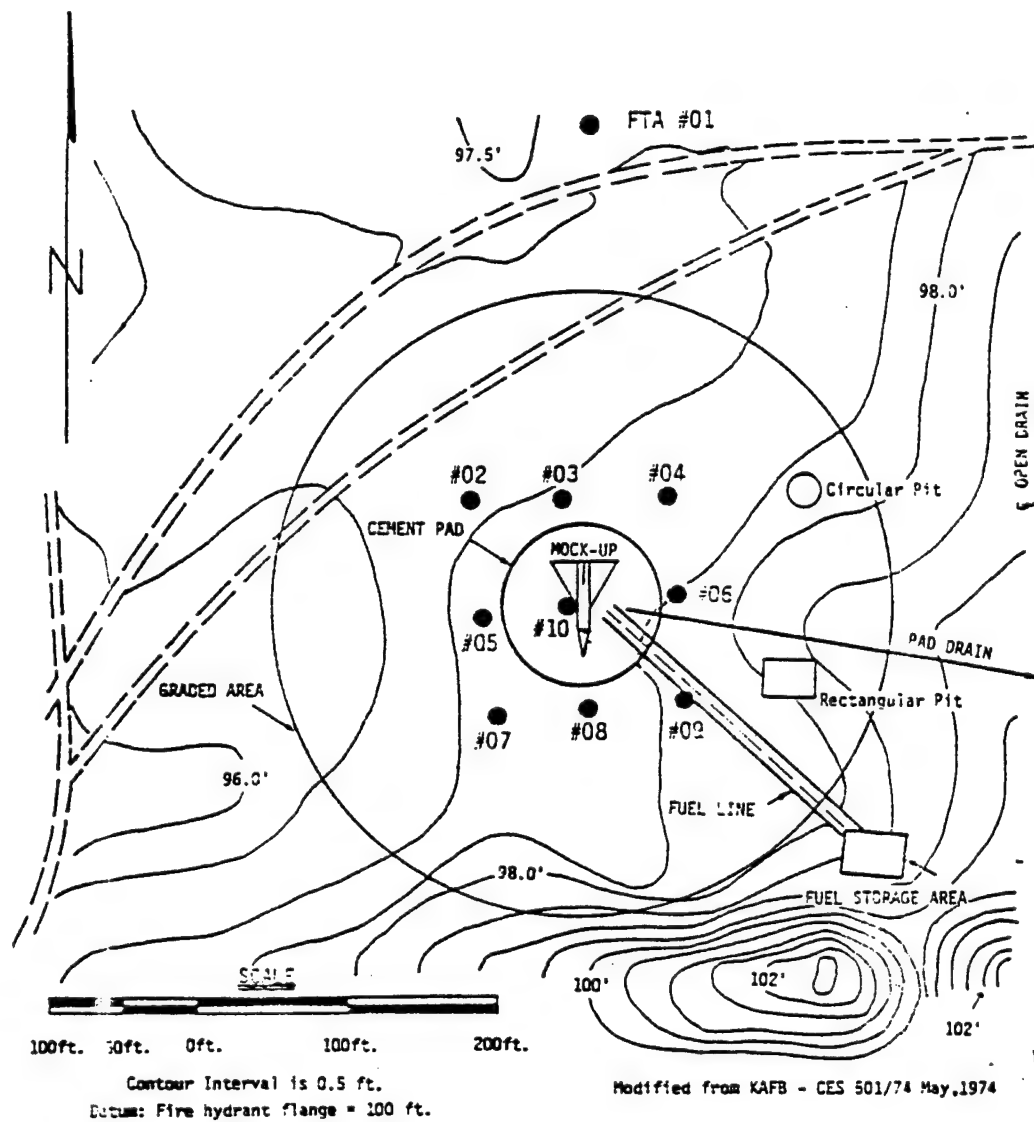 FTA #01
97.5'
N
98.0'
OPEN DRAIN
#02
#03
#04
Circular Pit
CEMENT PAD
MOCK-UP
#06
#10
#05
PAD DRAIN
GRADED AREA
Rectangular Pit
#07
#08
#09
96.0'
FUEL LINE
98.0'
FUEL STORAGE AREA
SCALE
100'
102'
102'
100ft. 50ft. 0ft. 100ft. 200ft.
Contour Interval is 0.5 ft.
Datum: Fire hydrant flange = 100 ft.
Modified from KAFB - CES 501/74 May,1974